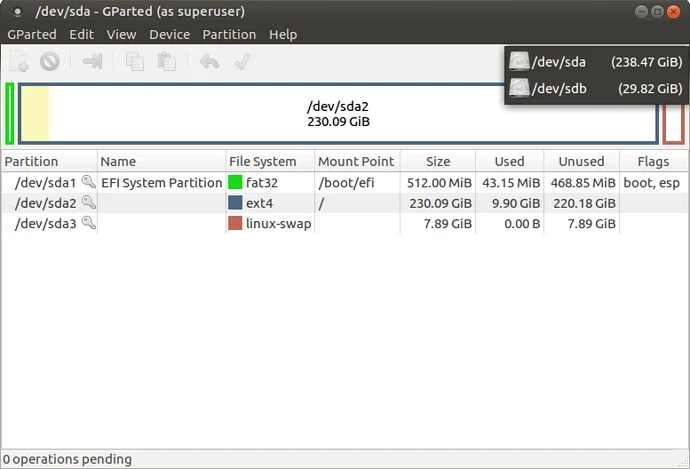 /dev/sda - GParted (as superuser)
GParted Edit View Device Partition Help
/dev/sda (238.47 GiB)
/dev/sdb (29.82 GiB)
/dev/sda2
230.09 GiB
Partition Name File System Mount Point Size Used Unused Flags
/dev/sda1 EFI System Partition fat32 /boot/efi 512.00 MiB 43.15 MiB 468.85 MiB boot, esp
/dev/sda2 ext4 / 230.09 GiB 9.90 GiB 220.18 GiB
/dev/sda3 linux-swap 7.89 GiB 0.00 B 7.89 GiB
0 operations pending